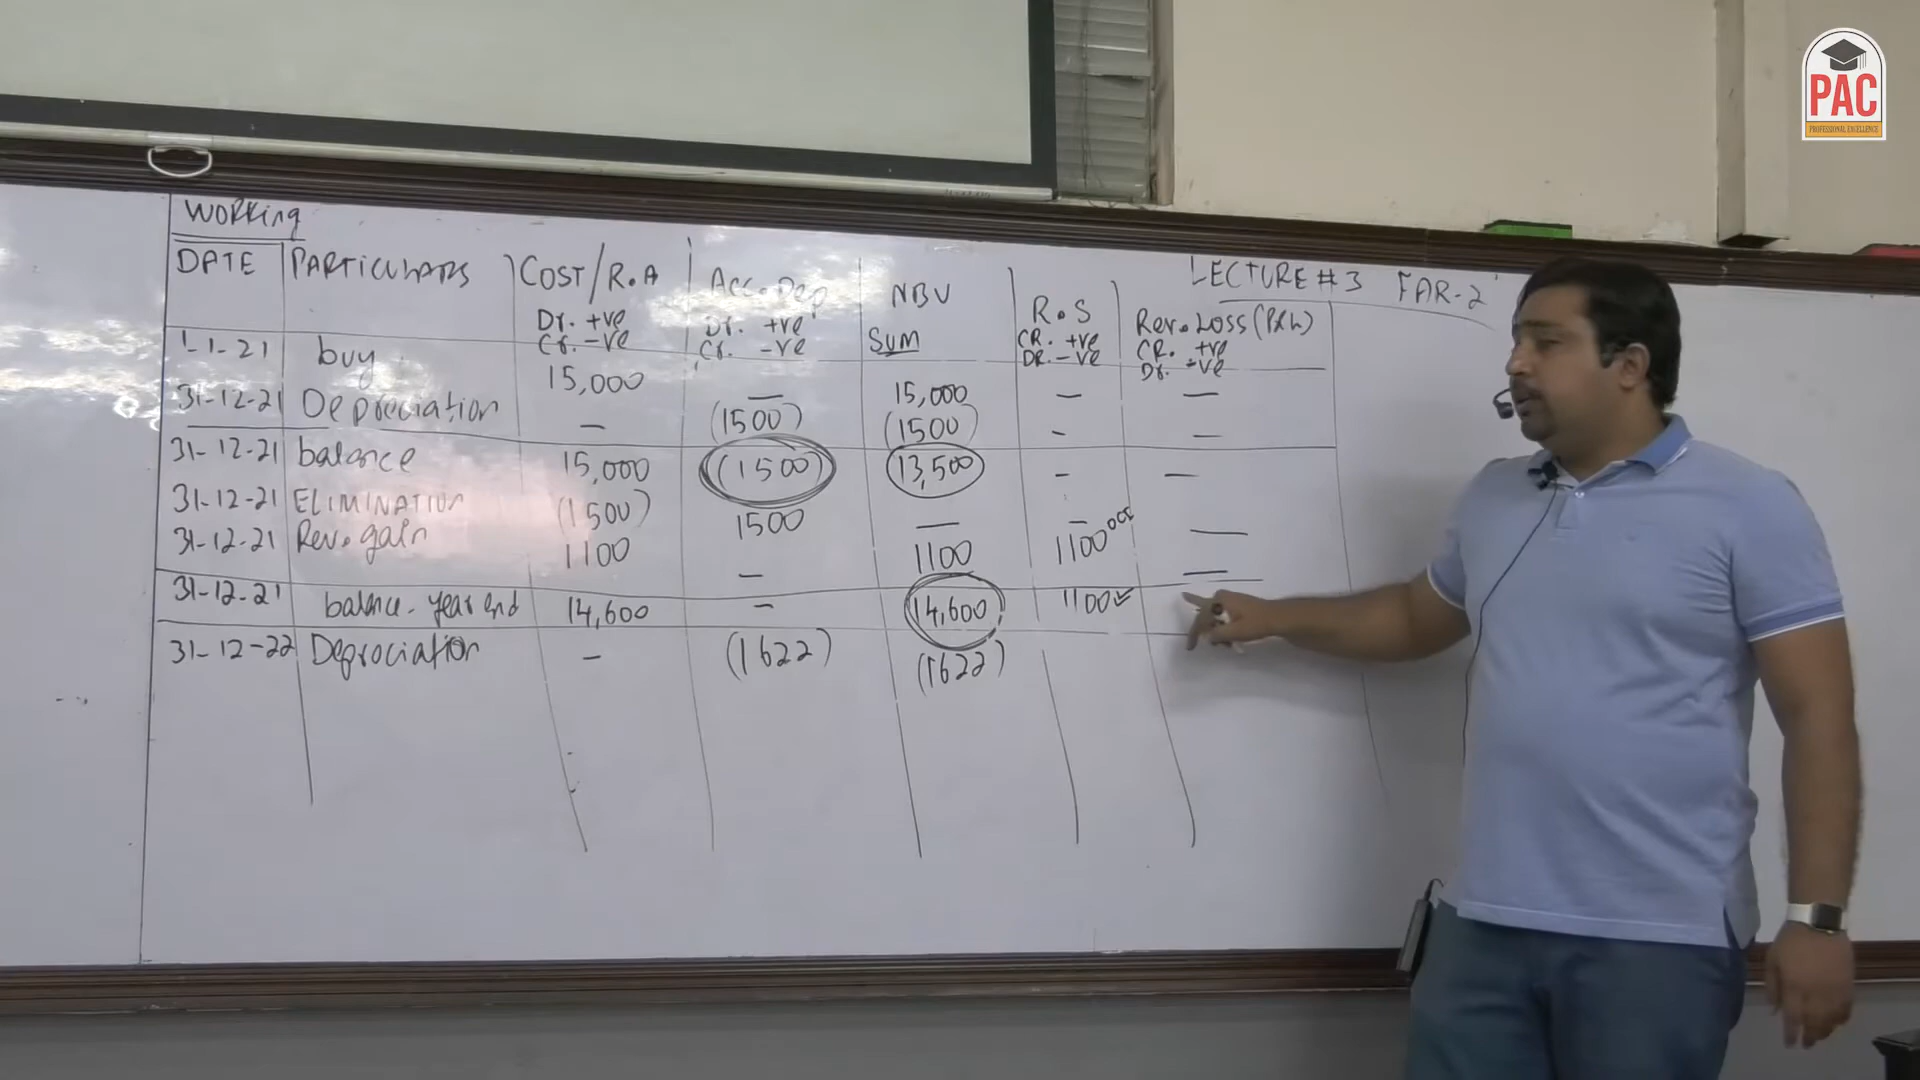 PAC
PROFESSIONAL EXCELLENCE
LECTURE #3 FAR-2
WORKing
DATE PARTICULARS COST/R.A Acc.Dep NBV R.S Rev. Loss (P&L)
Dr. +ve Dr. +ve SUM CR. +ve CR. +ve
Cr. -ve Cr. -ve DR. -ve Dr. -ve
1-1-21 buy 15,000 — 15,000 — —
31-12-21 Depreciation — (1500) (1500) - —
31-12-21 balance 15,000 (1500) 13,500 - —
31-12-21 ELIMINATION (1500) 1500 — — —
31-12-21 Rev. gain 1100 — 1100 1100 —
31-12-21 balance - year end 14,600 — 14,600 1100
31-12-22 Depreciation — (1622) (1622)